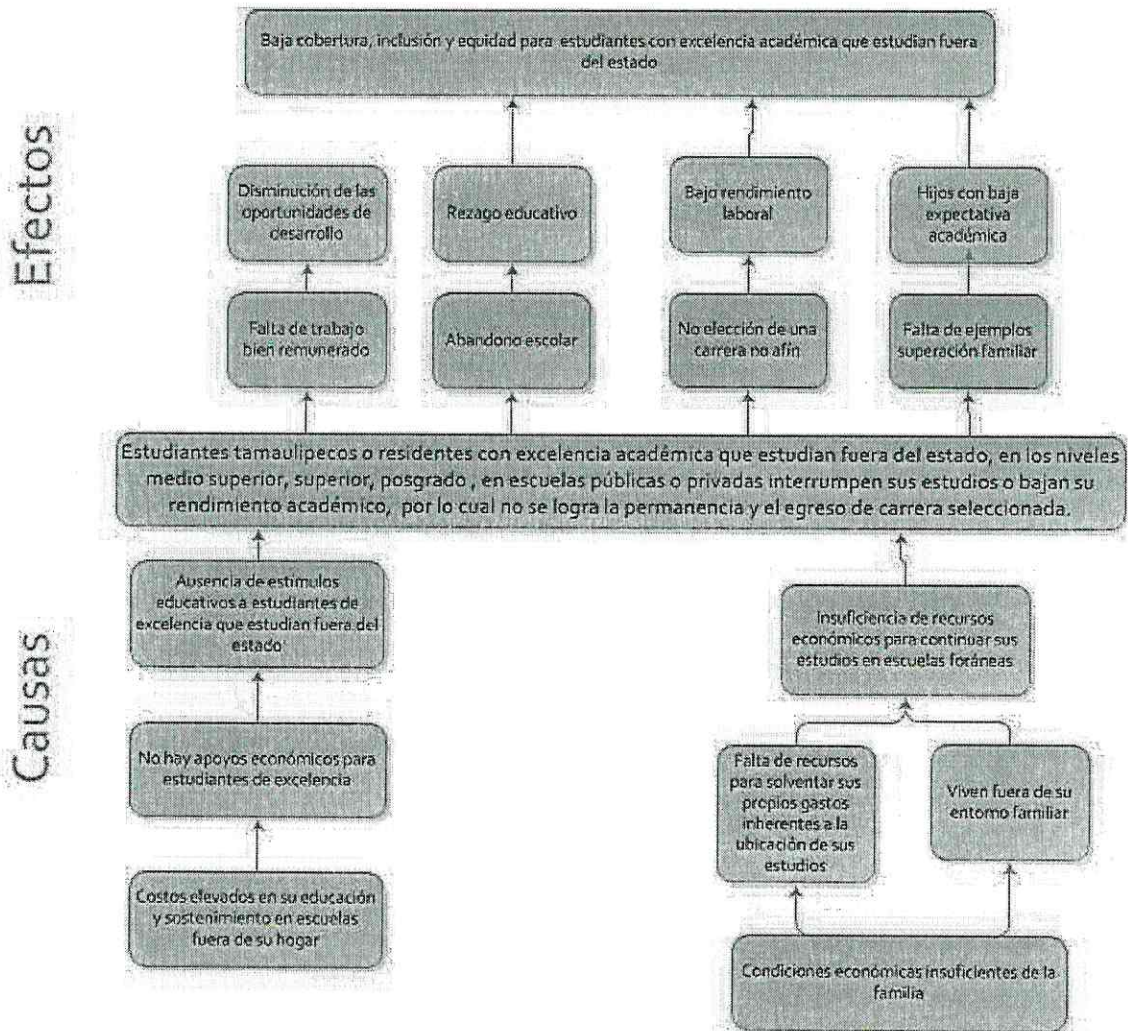 Baja cobertura, inclusión y equidad para estudiantes con excelencia académica que estudian fuera
del estado
Efectos
Disminución de las
oportunidades de
desarrollo
Rezago educativo
Bajo rendimiento
laboral
Hijos con baja
expectativa
académica
Falta de trabajo
bien remunerado
Abandono escolar
No elección de una
carrera no afín
Falta de ejemplos
superación familiar
Estudiantes tamaulipecos o residentes con excelencia académica que estudian fuera del estado, en los niveles
medio superior, superior, posgrado , en escuelas públicas o privadas interrumpen sus estudios o bajan su
rendimiento académico, por lo cual no se logra la permanencia y el egreso de carrera seleccionada.
Causas
Ausencia de estímulos
educativos a estudiantes de
excelencia que estudian fuera del
estado
Insuficiencia de recursos
económicos para continuar sus
estudios en escuelas foráneas
No hay apoyos económicos para
estudiantes de excelencia
Falta de recursos
para solventar sus
propios gastos
inherentes a la
ubicación de sus
estudios
Viven fuera de su
entorno familiar
Costos elevados en su educación
y sostenimiento en escuelas
fuera de su hogar
Condiciones económicas insuficientes de la
familia